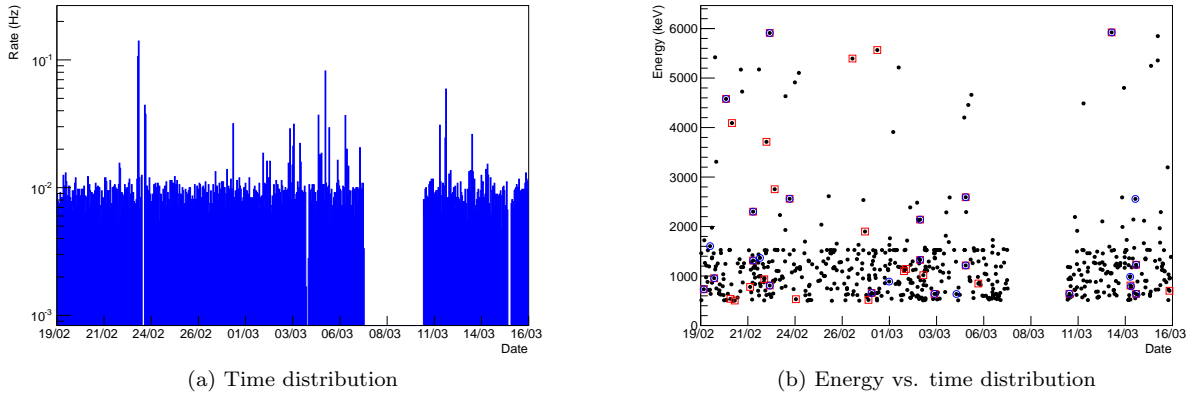 Rate (Hz)
10⁻¹
10⁻²
10⁻³
19/02 21/02 24/02 26/02 01/03 03/03 06/03 08/03 11/03 14/03 16/03
Date
(a) Time distribution
Energy (keV)
6000
5000
4000
3000
2000
1000
0
19/02 21/02 24/02 26/02 01/03 03/03 06/03 08/03 11/03 14/03 16/03
Date
(b) Energy vs. time distribution